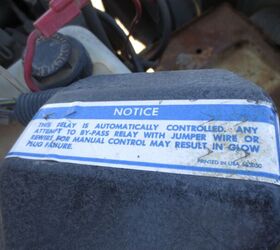 NOTICE
THIS RELAY IS AUTOMATICALLY CONTROLLED. ANY
ATTEMPT TO BY-PASS RELAY WITH JUMPER WIRE OR
REWIRE FOR MANUAL CONTROL MAY RESULT IN GLOW
PLUG FAILURE.
PRINTED IN USA